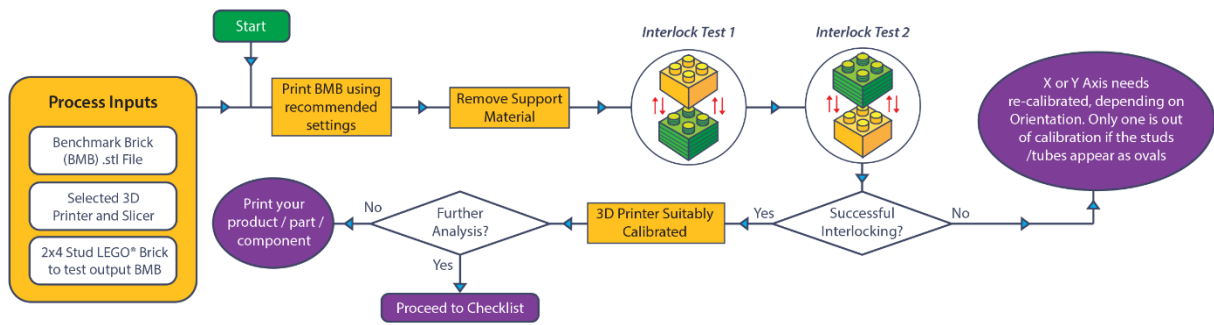 Start
Process Inputs
Benchmark Brick
(BMB) .stl File
Selected 3D
Printer and Slicer
2x4 Stud LEGO® Brick
to test output BMB
Print BMB using
recommended
settings
Remove Support
Material
Interlock Test 1
Interlock Test 2
Successful
Interlocking?
No
X or Y Axis needs
re-calibrated, depending on
Orientation. Only one is out
of calibration if the studs
/tubes appear as ovals
Yes
3D Printer Suitably
Calibrated
Further
Analysis?
No
Print your
product / part /
component
Yes
Proceed to Checklist